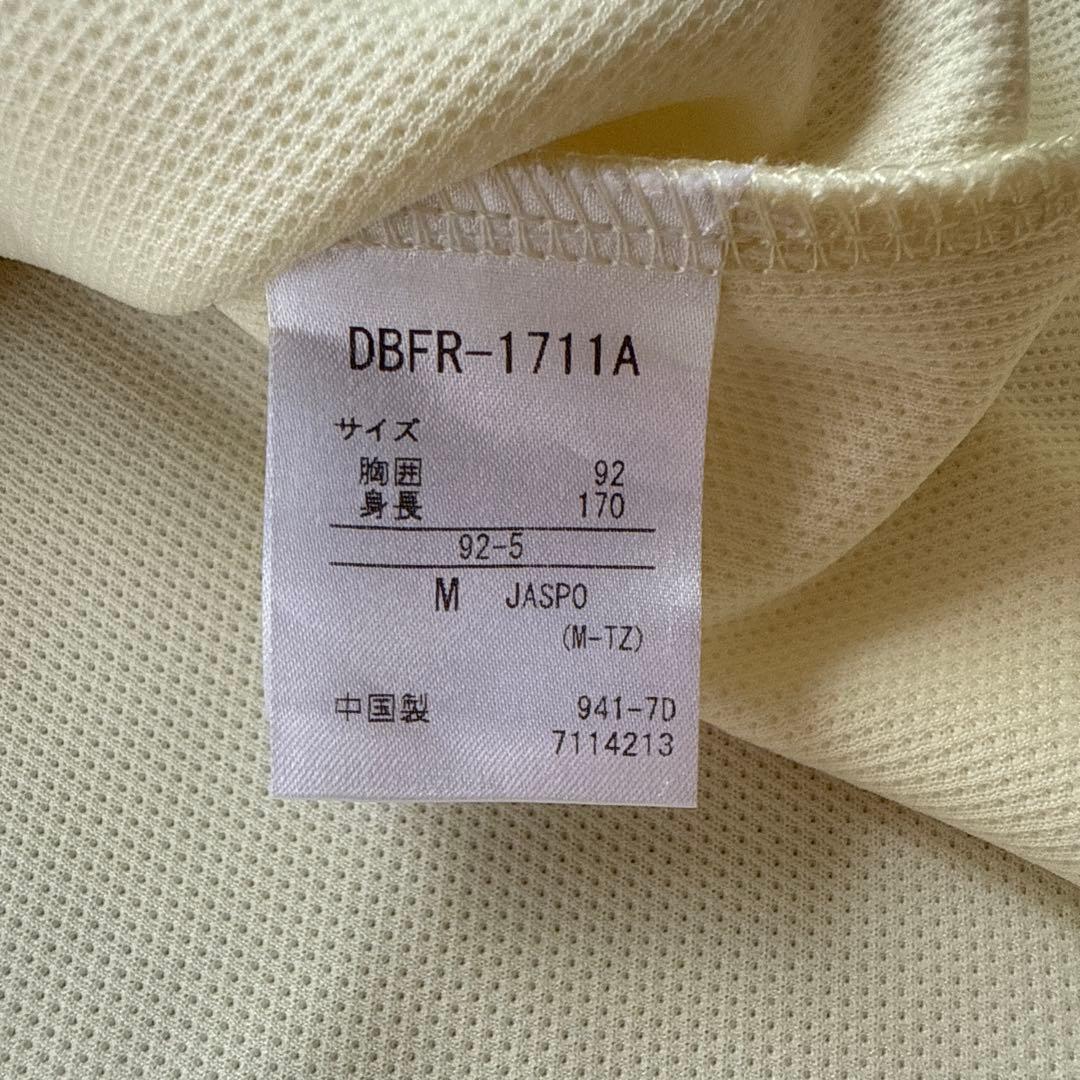 DBFR-1711A
サイズ
胸囲 92
身長 170
92-5
M JASPO
(M-TZ)
中国製 941-7D
7114213